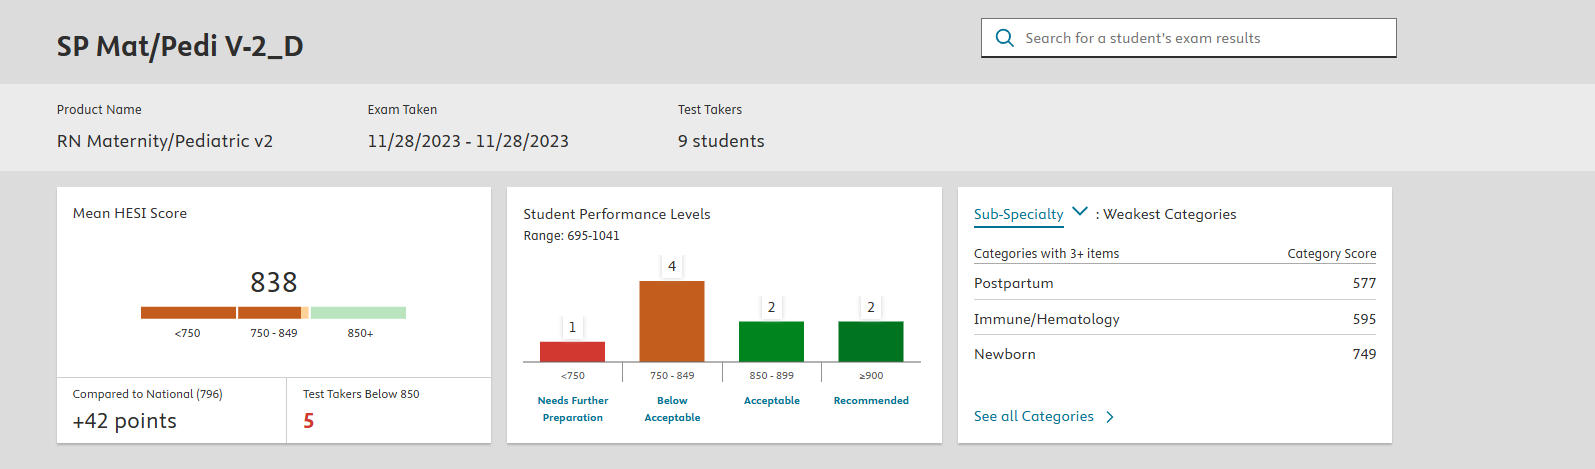 SP Mat/Pedi V-2_D
Search for a student's exam results
Product Name
RN Maternity/Pediatric v2
Exam Taken
11/28/2023 - 11/28/2023
Test Takers
9 students
Mean HESI Score
838
<750 750 - 849 850+
Compared to National (796)
+42 points
Test Takers Below 850
5
Student Performance Levels
Range: 695-1041
1 4 2 2
<750 750 - 849 850 - 899 ≥900
Needs Further Preparation
Below Acceptable
Acceptable
Recommended
Sub-Specialty : Weakest Categories
Categories with 3+ items Category Score
Postpartum 577
Immune/Hematology 595
Newborn 749
See all Categories